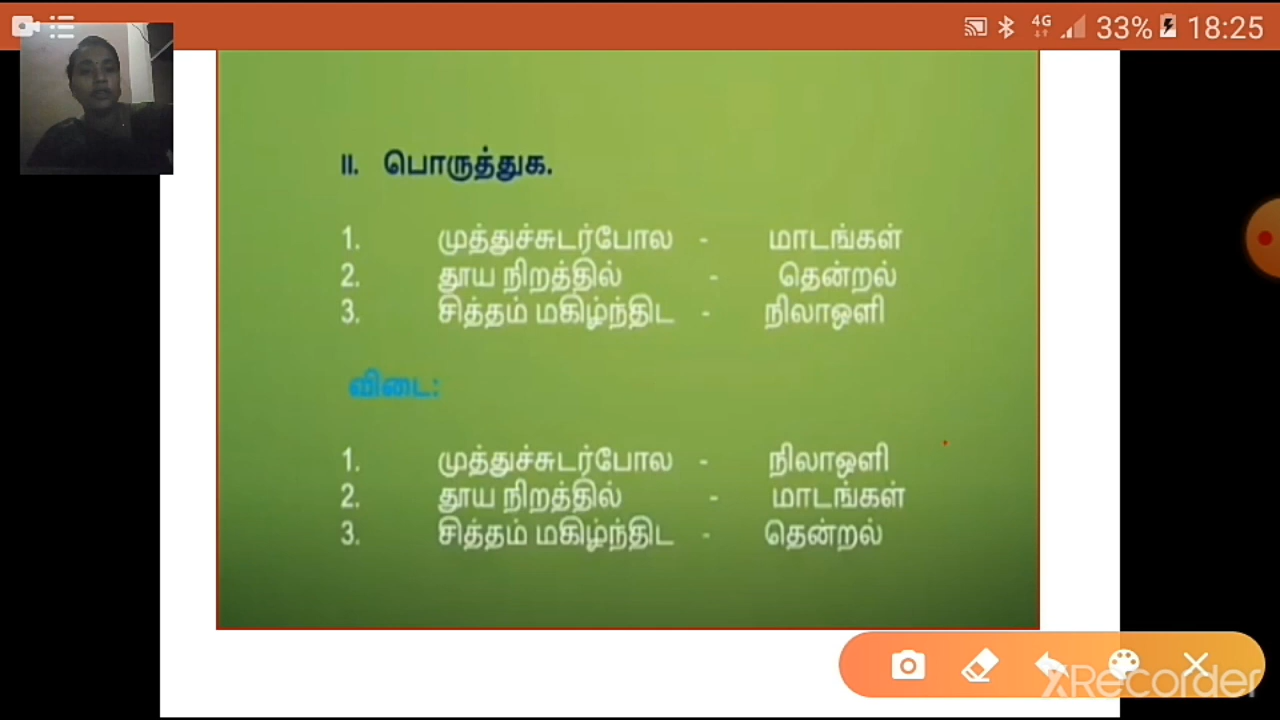 4G 33% 18:25
II. பொருத்துக.
1. முத்துச்சுடர்போல - மாடங்கள்
2. தூய நிறத்தில் - தென்றல்
3. சித்தம் மகிழ்ந்திட - நிலாஒளி
விடை:
1. முத்துச்சுடர்போல - நிலாஒளி
2. தூய நிறத்தில் - மாடங்கள்
3. சித்தம் மகிழ்ந்திட - தென்றல்
XRecorder